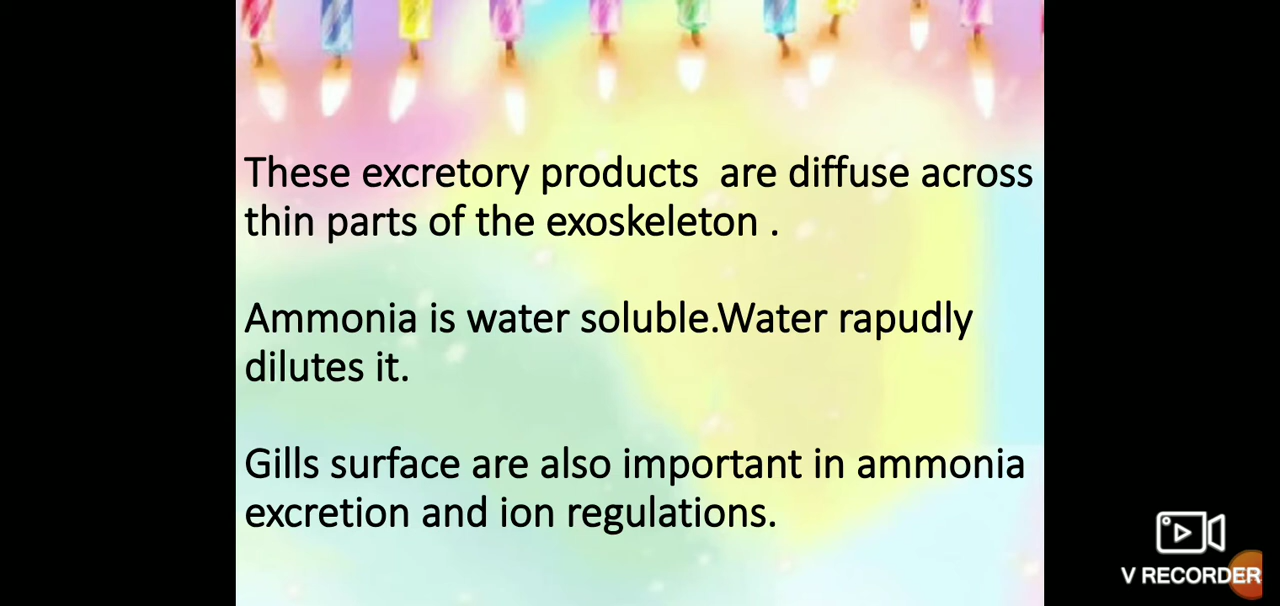 These excretory products  are diffuse across
thin parts of the exoskeleton .
Ammonia is water soluble.Water rapudly
dilutes it.
Gills surface are also important in ammonia
excretion and ion regulations.
V RECORDER